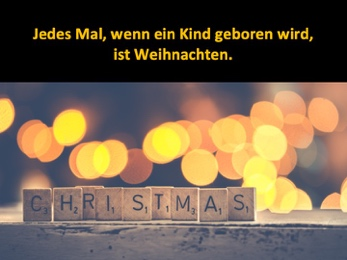 Jedes Mal, wenn ein Kind geboren wird,
ist Weihnachten.
CHRISTMAS